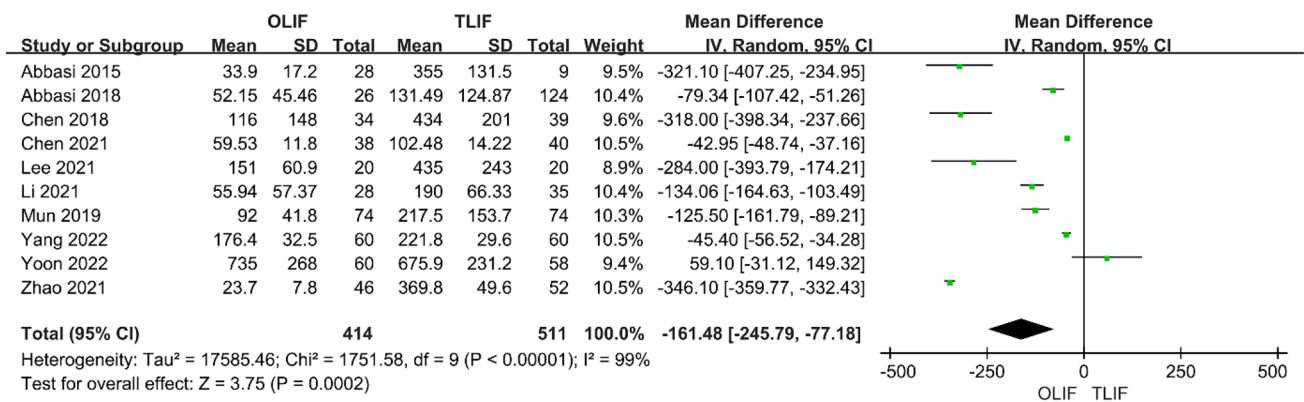 OLIF TLIF Mean Difference Mean Difference
Study or Subgroup Mean SD Total Mean SD Total Weight IV, Random, 95% CI IV, Random, 95% CI
Abbasi 2015 33.9 17.2 28 355 131.5 9 9.5% -321.10 [-407.25, -234.95]
Abbasi 2018 52.15 45.46 26 131.49 124.87 124 10.4% -79.34 [-107.42, -51.26]
Chen 2018 116 148 34 434 201 39 9.6% -318.00 [-398.34, -237.66]
Chen 2021 59.53 11.8 38 102.48 14.22 40 10.5% -42.95 [-48.74, -37.16]
Lee 2021 151 60.9 20 435 243 20 8.9% -284.00 [-393.79, -174.21]
Li 2021 55.94 57.37 28 190 66.33 35 10.4% -134.06 [-164.63, -103.49]
Mun 2019 92 41.8 74 217.5 153.7 74 10.3% -125.50 [-161.79, -89.21]
Yang 2022 176.4 32.5 60 221.8 29.6 60 10.5% -45.40 [-56.52, -34.28]
Yoon 2022 735 268 60 675.9 231.2 58 9.4% 59.10 [-31.12, 149.32]
Zhao 2021 23.7 7.8 46 369.8 49.6 52 10.5% -346.10 [-359.77, -332.43]
Total (95% CI) 414 511 100.0% -161.48 [-245.79, -77.18]
Heterogeneity: Tau² = 17585.46; Chi² = 1751.58, df = 9 (P < 0.00001); I² = 99%
Test for overall effect: Z = 3.75 (P = 0.0002)
-500 -250 0 250 500
OLIF TLIF